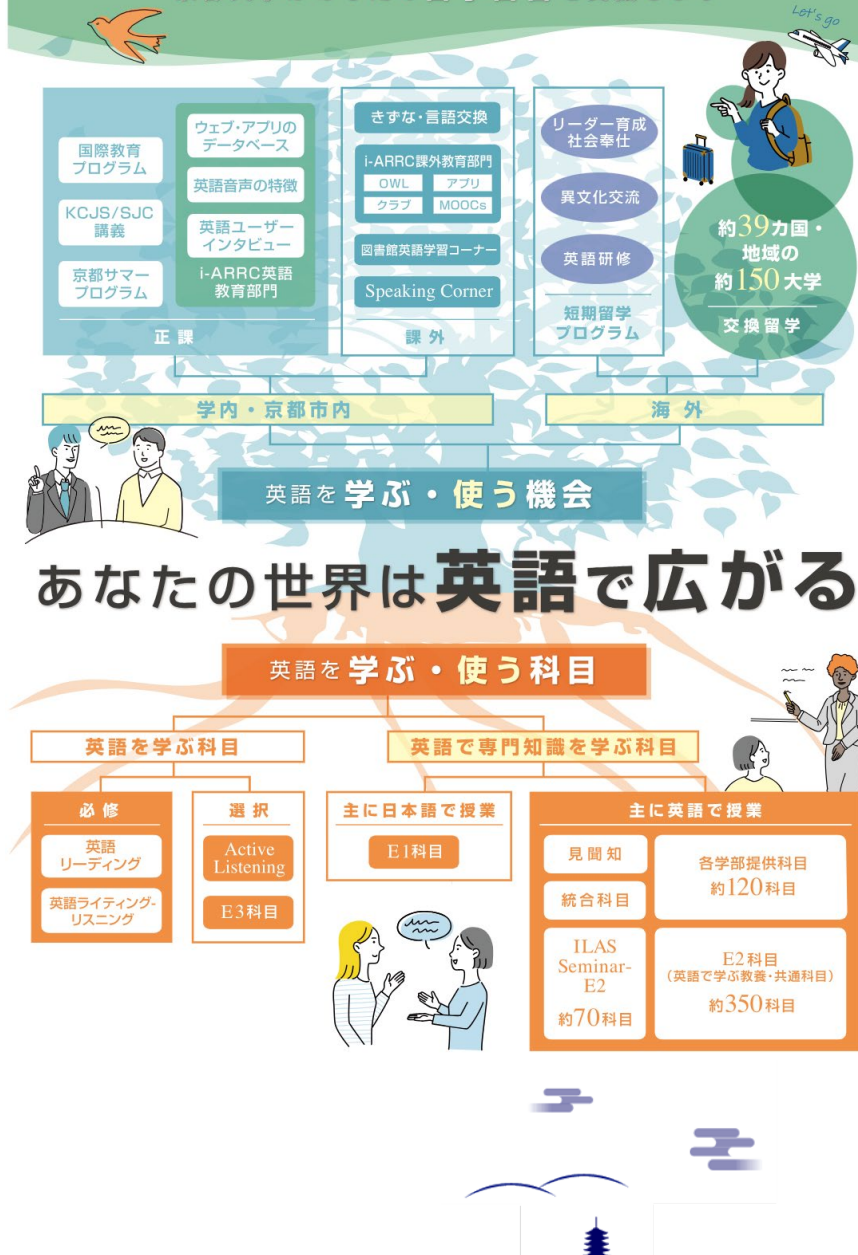 Let's go
国際教育
プログラム
KCJS/SJC
講義
京都サマー
プログラム
ウェブ・アプリの
データベース
英語音声の特徴
英語ユーザー
インタビュー
i-ARRC英語
教育部門
正課
きずな・言語交換
i-ARRC課外教育部門
OWL
アプリ
クラブ
MOOCs
図書館英語学習コーナー
Speaking Corner
課外
リーダー育成
社会奉仕
異文化交流
英語研修
短期留学
プログラム
約39カ国・
地域の
約150大学
交換留学
学内・京都市内
海外
英語を学ぶ・使う機会
あなたの世界は英語で広がる
英語を学ぶ・使う科目
英語を学ぶ科目
英語で専門知識を学ぶ科目
必修
英語
リーディング
英語ライティング-
リスニング
選択
Active
Listening
E3科目
主に日本語で授業
E1科目
主に英語で授業
見聞知
統合科目
ILAS
Seminar-
E2
約70科目
各学部提供科目
約120科目
E2科目
(英語で学ぶ教養・共通科目)
約350科目